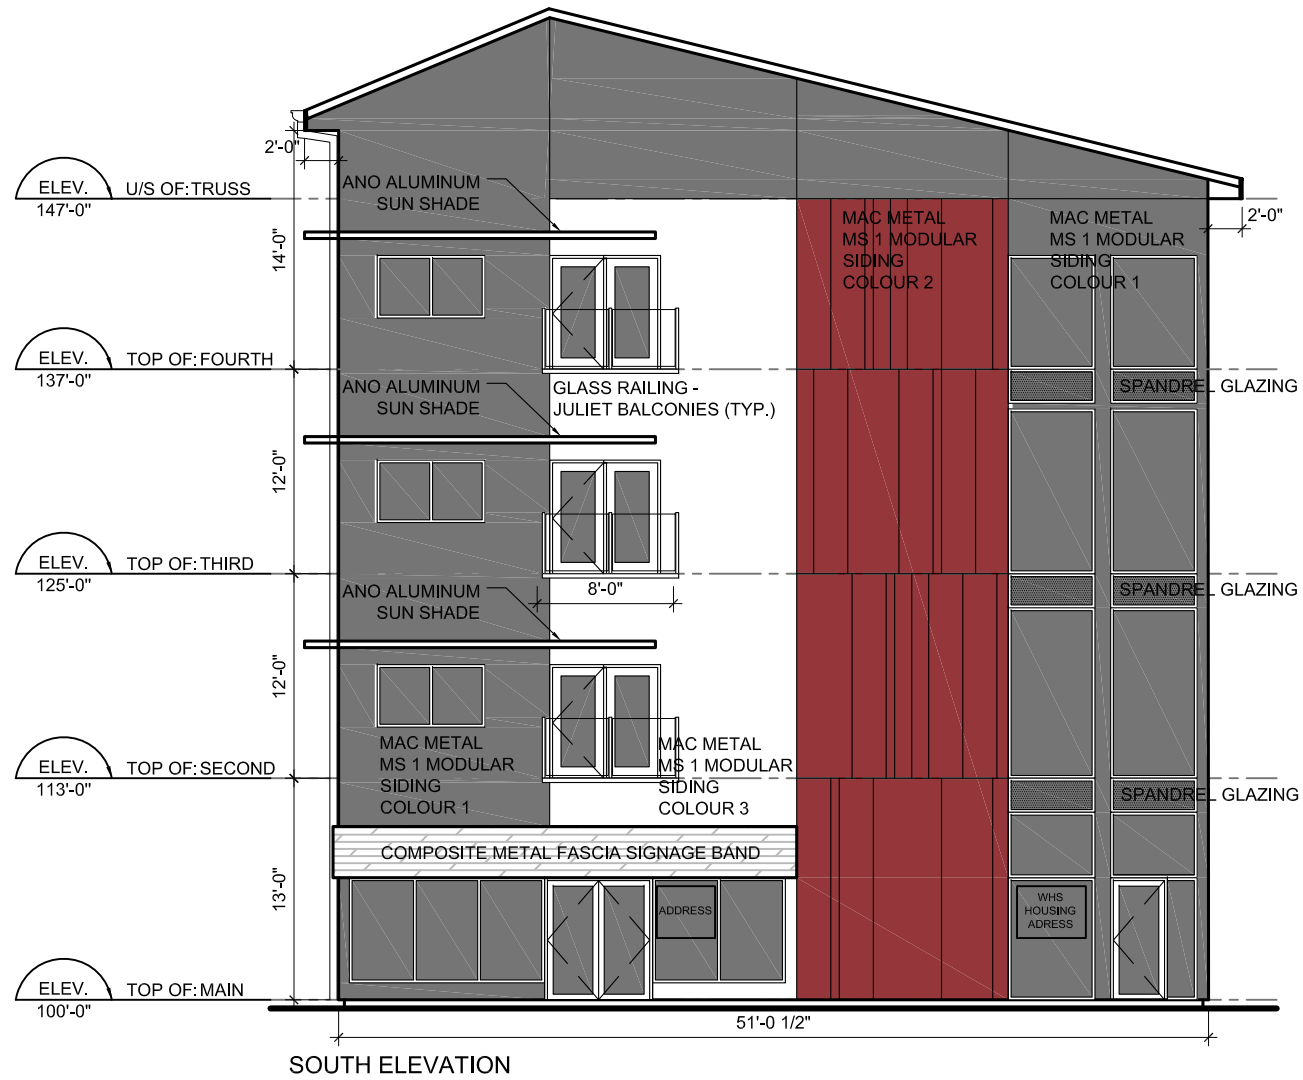 2'-0"
ELEV.
147'-0"
U/S OF: TRUSS
ANO ALUMINUM
SUN SHADE
MAC METAL
MS 1 MODULAR
SIDING
COLOUR 2
MAC METAL
MS 1 MODULAR
SIDING
COLOUR 1
2'-0"
14'-0"
ELEV.
137'-0"
TOP OF: FOURTH
ANO ALUMINUM
SUN SHADE
GLASS RAILING -
JULIET BALCONIES (TYP.)
SPANDREL GLAZING
12'-0"
ELEV.
125'-0"
TOP OF: THIRD
ANO ALUMINUM
SUN SHADE
8'-0"
SPANDREL GLAZING
12'-0"
ELEV.
113'-0"
TOP OF: SECOND
MAC METAL
MS 1 MODULAR
SIDING
COLOUR 1
MAC METAL
MS 1 MODULAR
SIDING
COLOUR 3
SPANDREL GLAZING
COMPOSITE METAL FASCIA SIGNAGE BAND
13'-0"
ADDRESS
WHS
HOUSING
ADRESS
ELEV.
100'-0"
TOP OF: MAIN
51'-0 1/2"
SOUTH ELEVATION